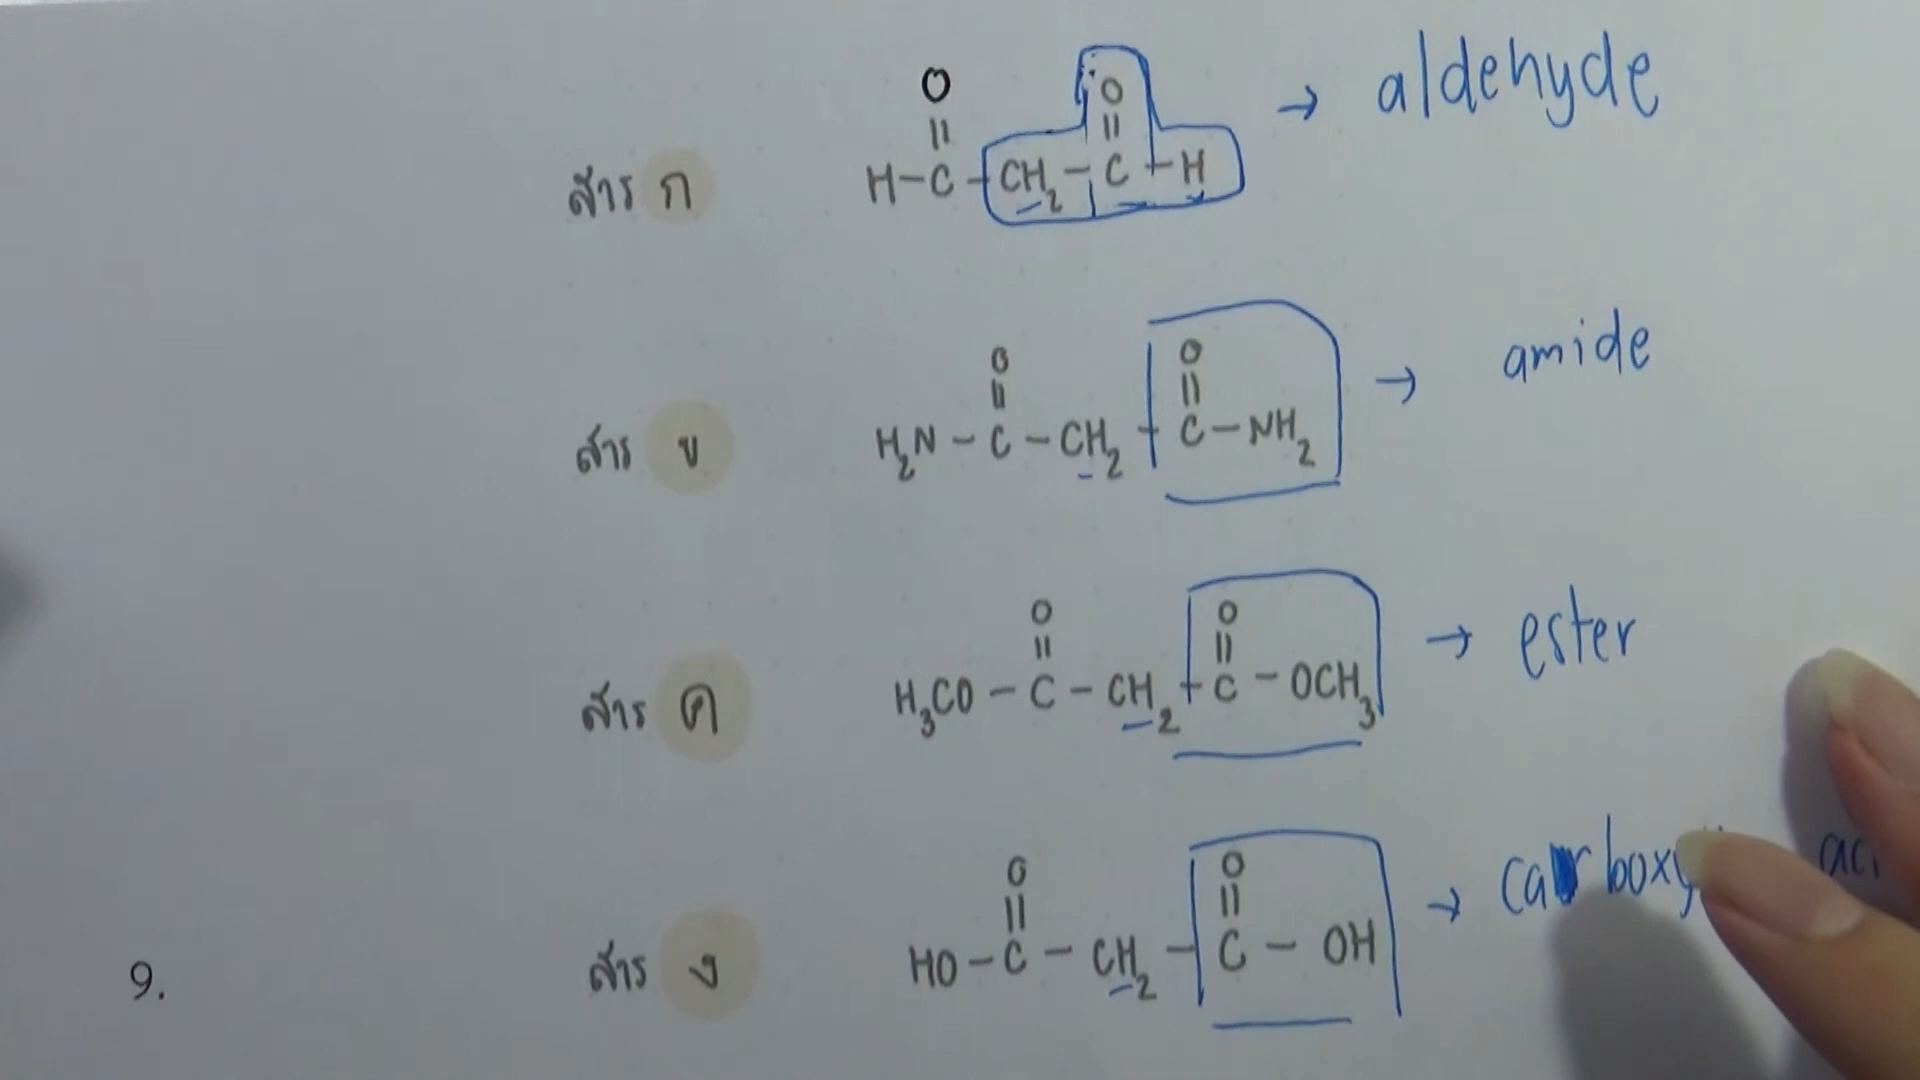 O O
|| ||
สาร ก H-C-CH2-C-H → aldehyde
O O
|| ||
สาร ข H2N-C-CH2-C-NH2 → amide
O O
|| ||
สาร ค H3CO-C-CH2-C-OCH3 → ester
O O
|| ||
สาร ง HO-C-CH2-C-OH →
9.